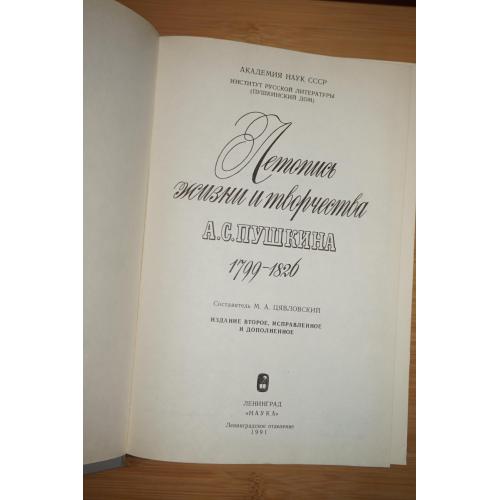 АКАДЕМИЯ НАУК СССР
ИНСТИТУТ РУССКОЙ ЛИТЕРАТУРЫ
(ПУШКИНСКИЙ ДОМ)
Летопись
жизни и творчества
А.С. ПУШКИНА
1799–1826
Составитель М. А. ЦЯВЛОВСКИЙ
ИЗДАНИЕ ВТОРОЕ, ИСПРАВЛЕННОЕ
И ДОПОЛНЕННОЕ
ЛЕНИНГРАД
«НАУКА»
Ленинградское отделение
1991